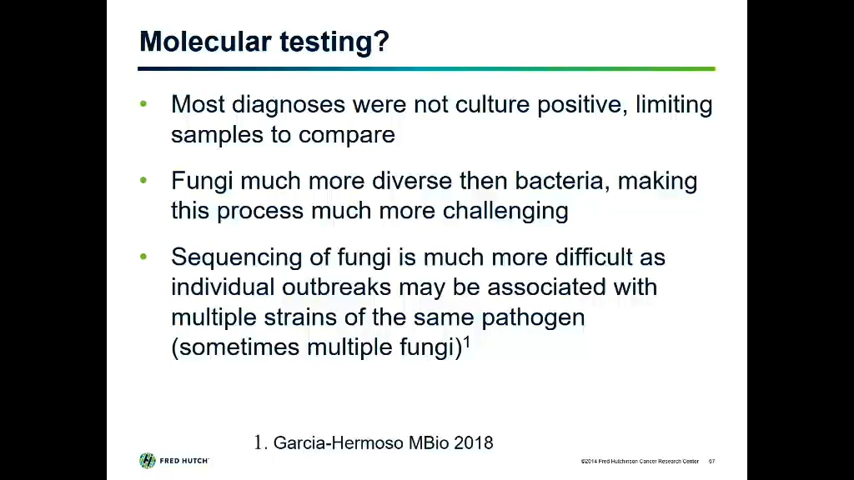 Molecular testing?
• Most diagnoses were not culture positive, limiting
samples to compare
• Fungi much more diverse then bacteria, making
this process much more challenging
• Sequencing of fungi is much more difficult as
individual outbreaks may be associated with
multiple strains of the same pathogen
(sometimes multiple fungi)1
1. Garcia-Hermoso MBio 2018
FRED HUTCH
©2014 Fred Hutchinson Cancer Research Center 57